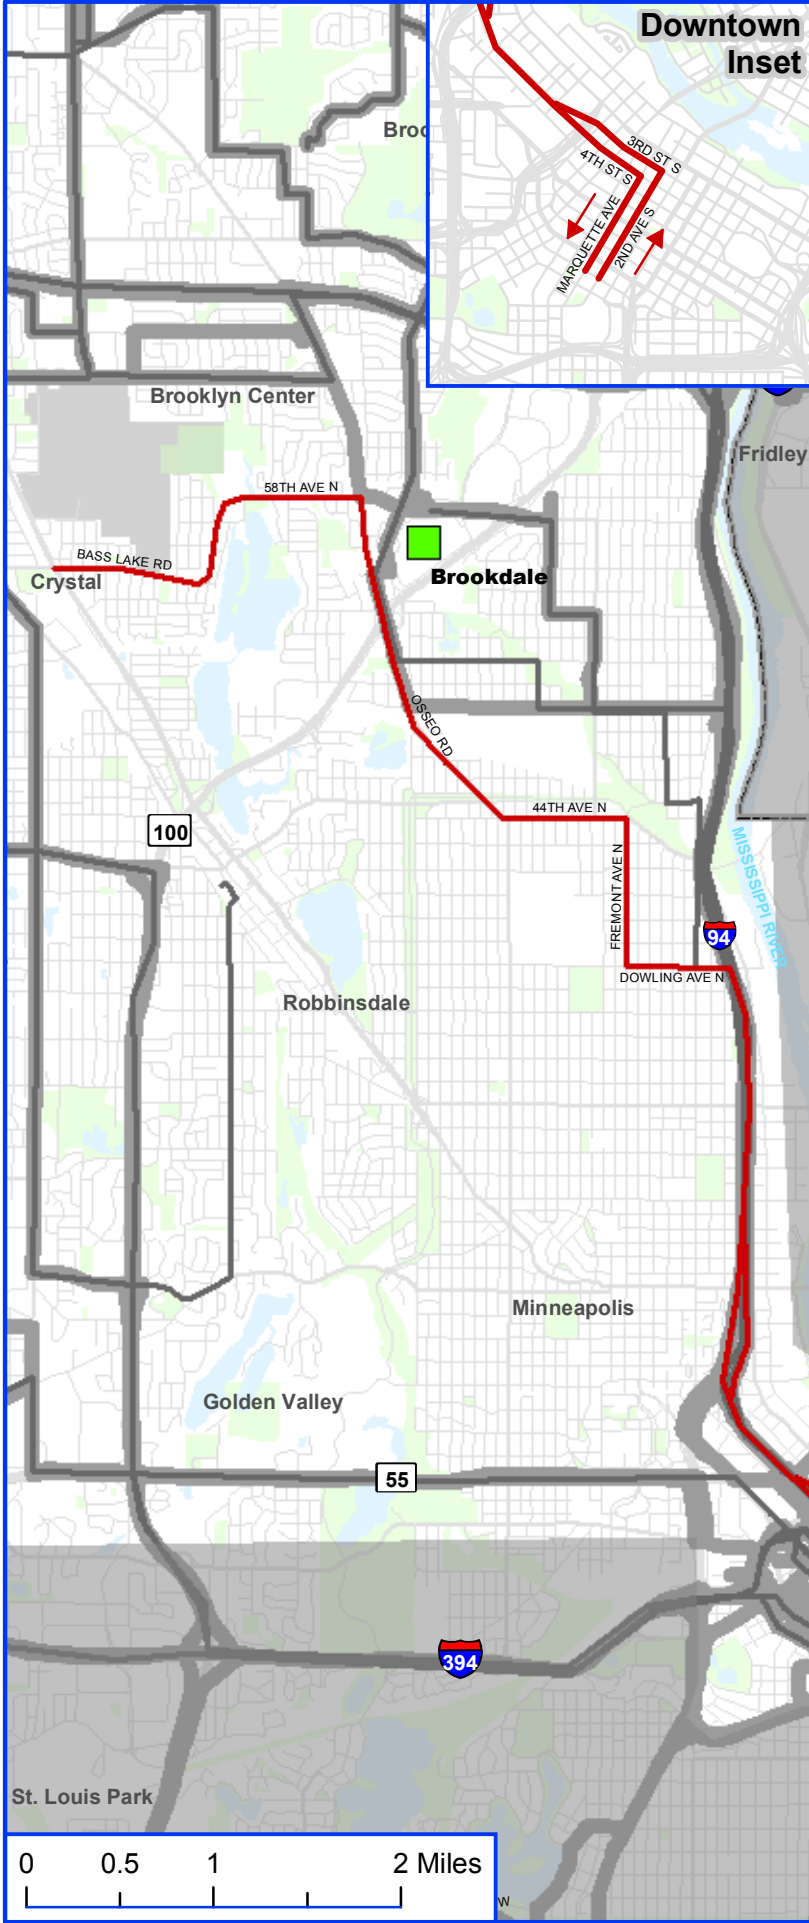 Downtown
Inset
3RD ST S
4TH ST S
MARQUETTE AVE
2ND AVE S
Broo
Brooklyn Center
Fridley
58TH AVE N
BASS LAKE RD
Crystal
Brookdale
OSSEO RD
44TH AVE N
100
FREMONT AVE N
MISSISSIPPI RIVER
94
DOWLING AVE N
Robbinsdale
Minneapolis
Golden Valley
55
394
St. Louis Park
0 0.5 1 2 Miles
W